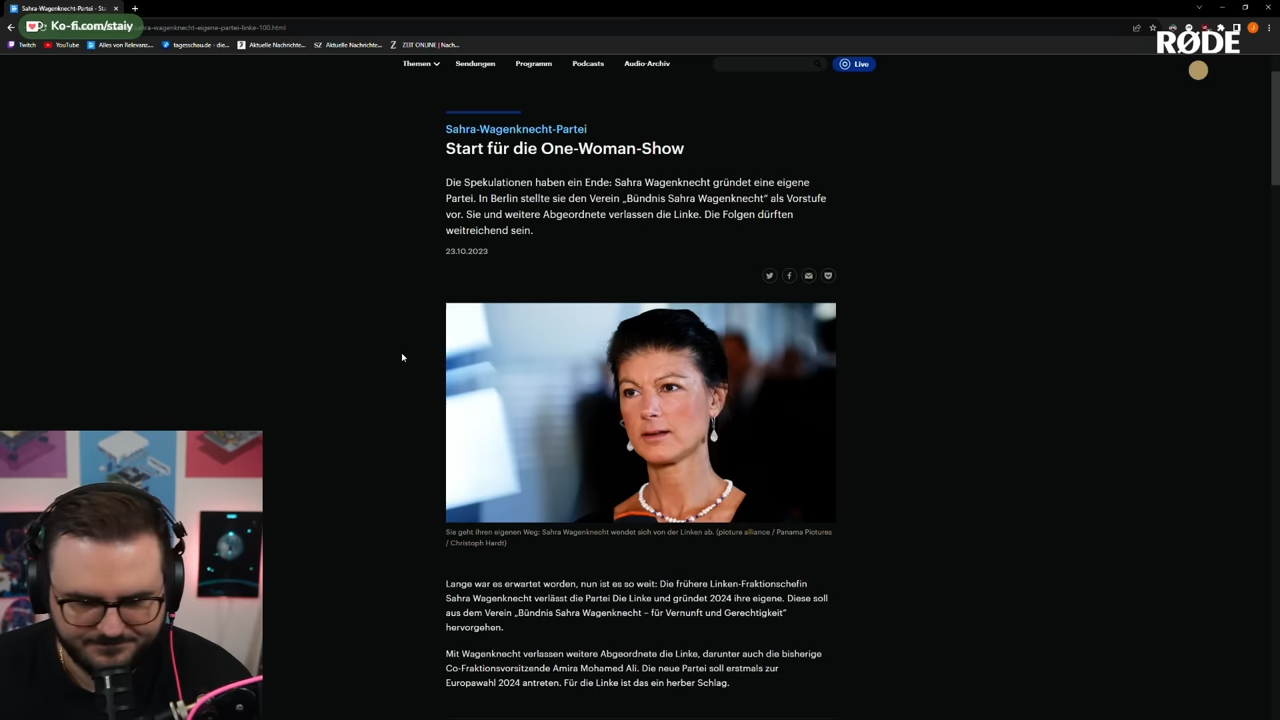 Sahra-Wagenknecht-Partei - Sta
Ko-fi.com/staiy
sahra-wagenknecht-eigene-partei-linke-100.html
Twitch
YouTube
Alles von Relevanz...
tagesschau.de - die...
Aktuelle Nachrichte...
SZ Aktuelle Nachrichte...
Z ZEIT ONLINE | Nach...
RØDE
Themen
Sendungen
Programm
Podcasts
Audio-Archiv
Live
Sahra-Wagenknecht-Partei
Start für die One-Woman-Show
Die Spekulationen haben ein Ende: Sahra Wagenknecht gründet eine eigene
Partei. In Berlin stellte sie den Verein „Bündnis Sahra Wagenknecht“ als Vorstufe
vor. Sie und weitere Abgeordnete verlassen die Linke. Die Folgen dürften
weitreichend sein.
23.10.2023
Sie geht ihren eigenen Weg: Sahra Wagenknecht wendet sich von der Linken ab. (picture alliance / Panama Pictures
/ Christoph Hardt)
Lange war es erwartet worden, nun ist es so weit: Die frühere Linken-Fraktionschefin
Sahra Wagenknecht verlässt die Partei Die Linke und gründet 2024 ihre eigene. Diese soll
aus dem Verein „Bündnis Sahra Wagenknecht – für Vernunft und Gerechtigkeit“
hervorgehen.
Mit Wagenknecht verlassen weitere Abgeordnete die Linke, darunter auch die bisherige
Co-Fraktionsvorsitzende Amira Mohamed Ali. Die neue Partei soll erstmals zur
Europawahl 2024 antreten. Für die Linke ist das ein herber Schlag.